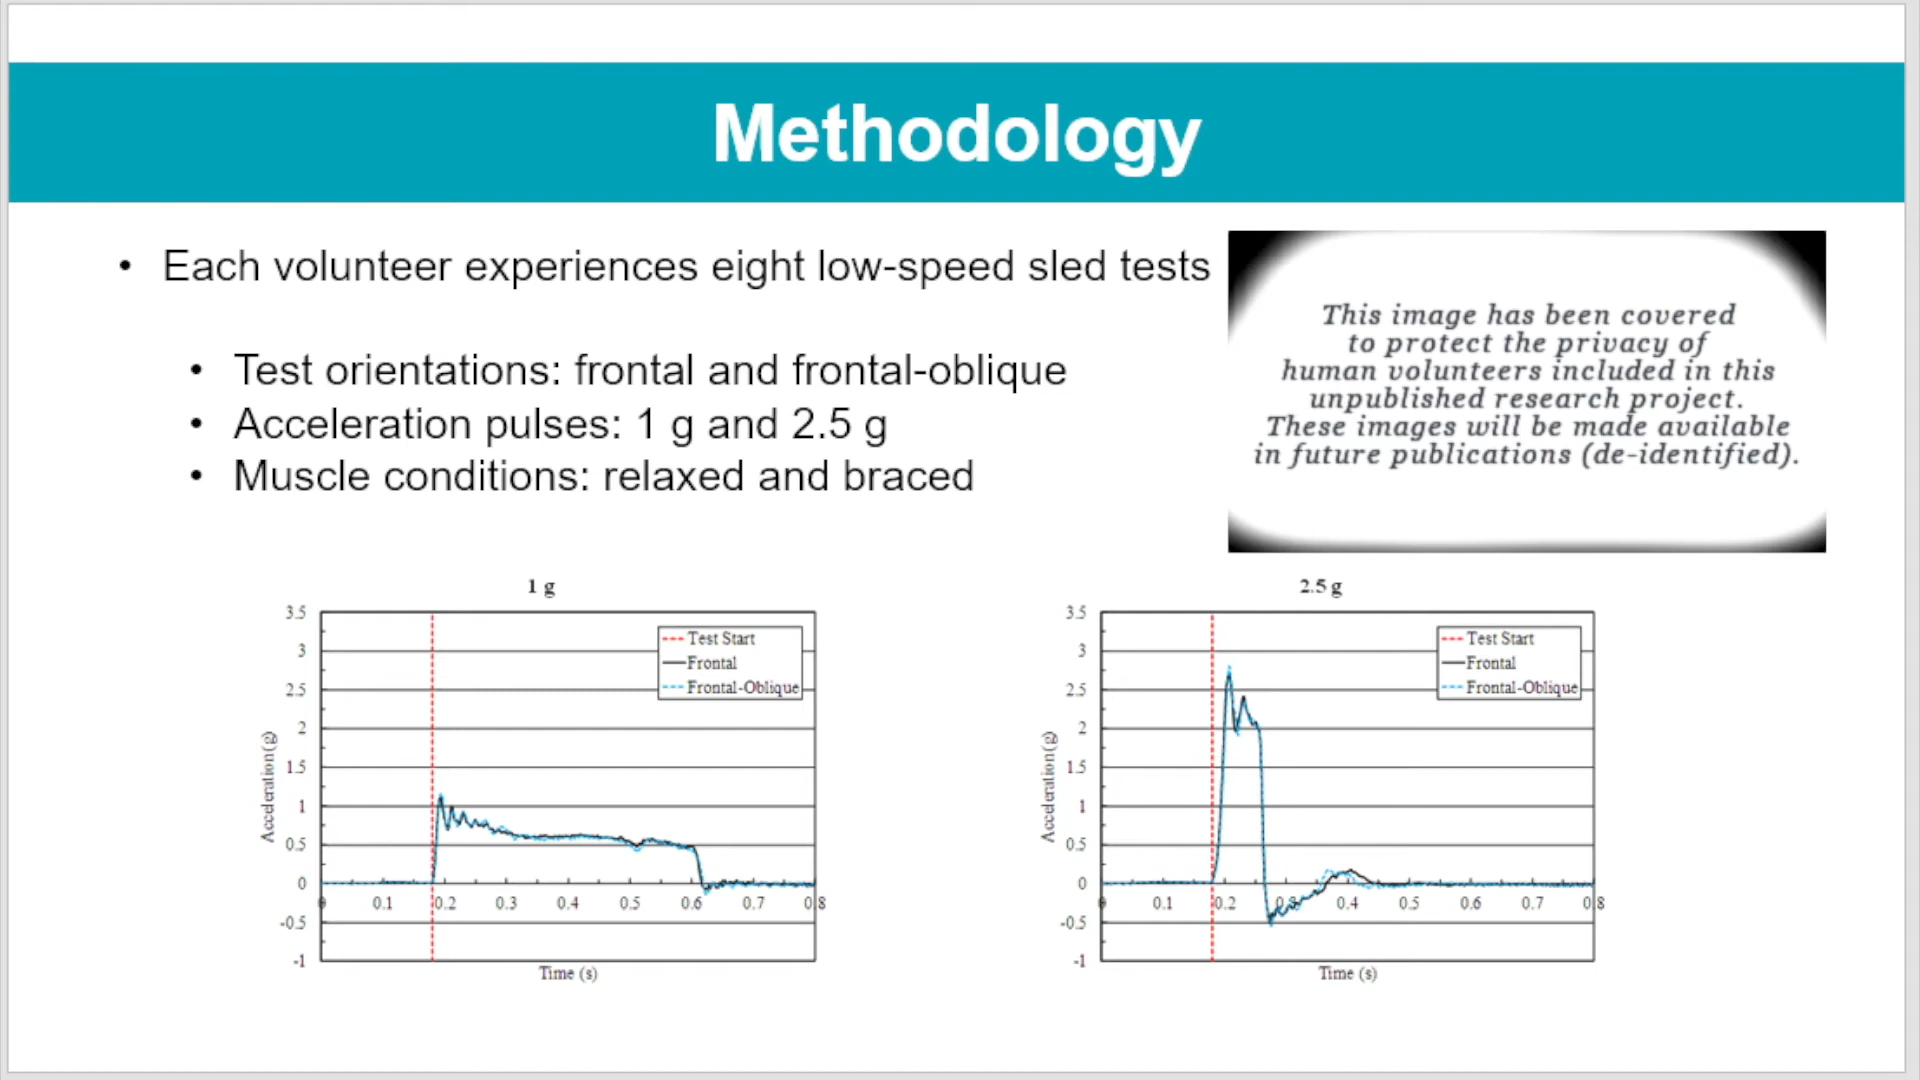 Methodology
• Each volunteer experiences eight low-speed sled tests
• Test orientations: frontal and frontal-oblique
• Acceleration pulses: 1 g and 2.5 g
• Muscle conditions: relaxed and braced
This image has been covered
to protect the privacy of
human volunteers included in this
unpublished research project.
These images will be made available
in future publications (de-identified).
1 g
3.5
3
2.5
2
1.5
1
0.5
0
-0.5
-1
Acceleration (g)
Test Start
Frontal
Frontal-Oblique
0 0.1 0.2 0.3 0.4 0.5 0.6 0.7 0.8
Time (s)
2.5 g
3.5
3
2.5
2
1.5
1
0.5
0
-0.5
-1
Acceleration (g)
Test Start
Frontal
Frontal-Oblique
0 0.1 0.2 0.3 0.4 0.5 0.6 0.7 0.8
Time (s)